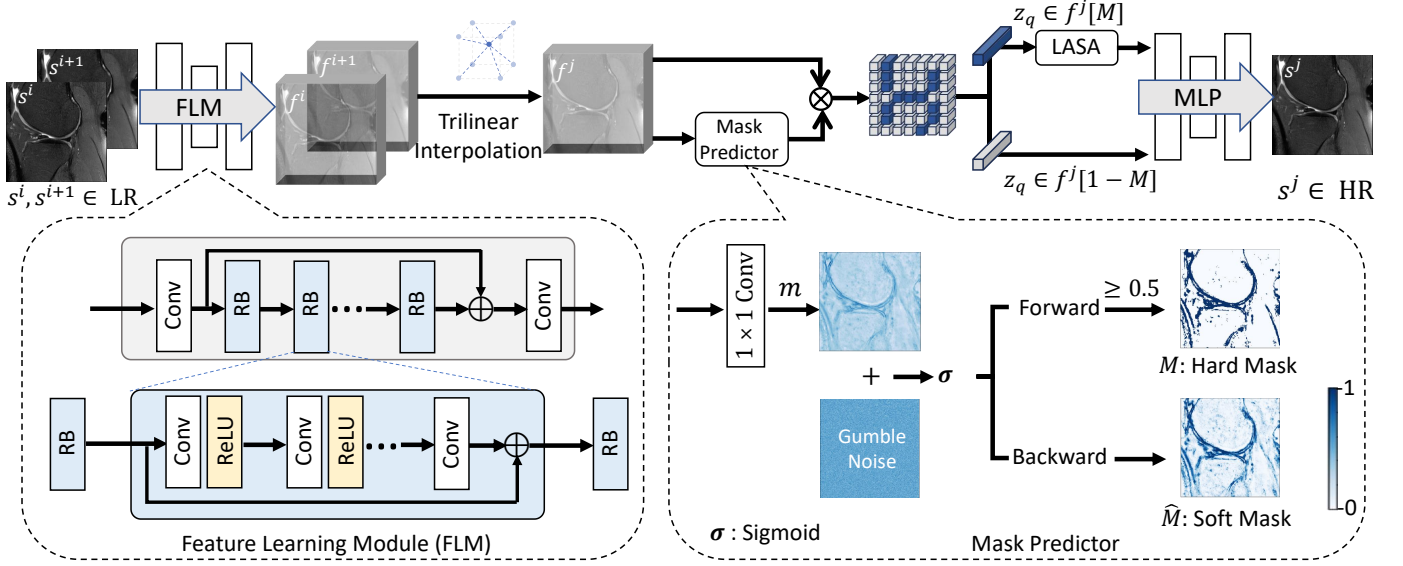 s^{i+1}
s^i
s^i, s^{i+1} ∈ LR
FLM
f^{i+1}
f^i
Trilinear
Interpolation
f^j
Mask
Predictor
⊗
z_q ∈ f^j[M]
LASA
z_q ∈ f^j[1 − M]
MLP
s^j
s^j ∈ HR
Conv
RB
RB
RB
Conv
RB
Conv
ReLU
Conv
ReLU
Conv
RB
Feature Learning Module (FLM)
1 × 1 Conv
m
+
σ
Gumble
Noise
σ : Sigmoid
Forward
≥ 0.5
M: Hard Mask
Backward
M̂: Soft Mask
1
0
Mask Predictor